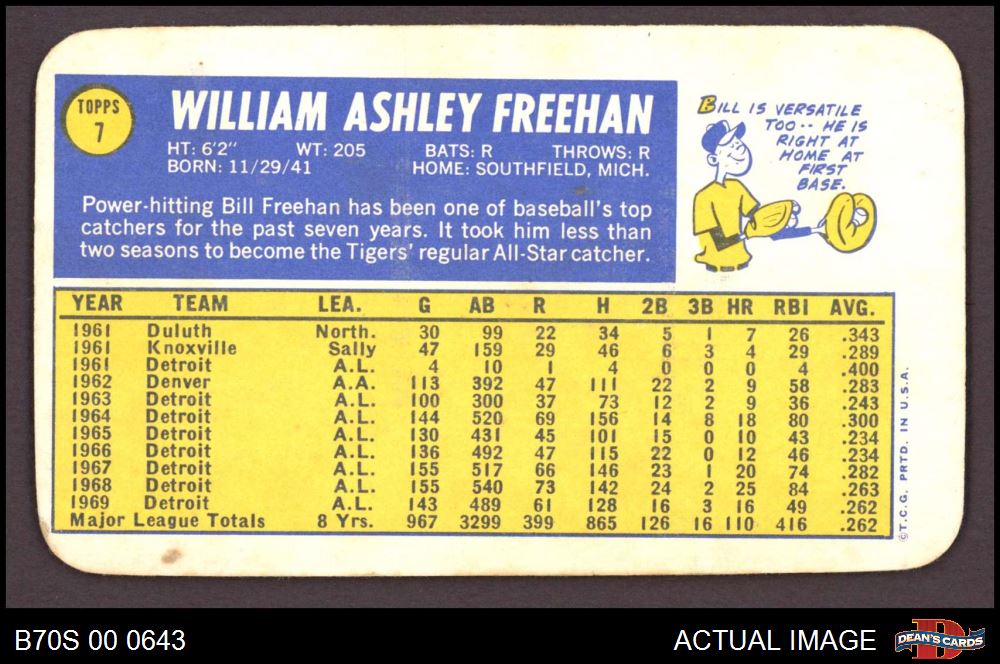 TOPPS
7
WILLIAM ASHLEY FREEHAN
HT: 6'2" WT: 205 BATS: R THROWS: R
BORN: 11/29/41 HOME: SOUTHFIELD, MICH.
Power-hitting Bill Freehan has been one of baseball's top
catchers for the past seven years. It took him less than
two seasons to become the Tigers' regular All-Star catcher.
BILL IS VERSATILE
TOO-- HE IS
RIGHT AT
HOME AT
FIRST
BASE.
YEAR TEAM LEA. G AB R H 2B 3B HR RBI AVG.
1961 Duluth North. 30 99 22 34 5 1 7 26 .343
1961 Knoxville Sally 47 159 29 46 6 3 4 29 .289
1961 Detroit A.L. 4 10 1 4 0 0 0 4 .400
1962 Denver A.A. 113 392 47 111 22 2 9 58 .283
1963 Detroit A.L. 100 300 37 73 12 2 9 36 .243
1964 Detroit A.L. 144 520 69 156 14 8 18 80 .300
1965 Detroit A.L. 130 431 45 101 15 0 10 43 .234
1966 Detroit A.L. 136 492 47 115 22 0 12 46 .234
1967 Detroit A.L. 155 517 66 146 23 1 20 74 .282
1968 Detroit A.L. 155 540 73 142 24 2 25 84 .263
1969 Detroit A.L. 143 489 61 128 16 3 16 49 .262
Major League Totals 8 Yrs. 967 3299 399 865 126 16 110 416 .262
©T.C.G. PRTD. IN U.S.A.
B70S 00 0643
ACTUAL IMAGE
DEAN'S CARDS